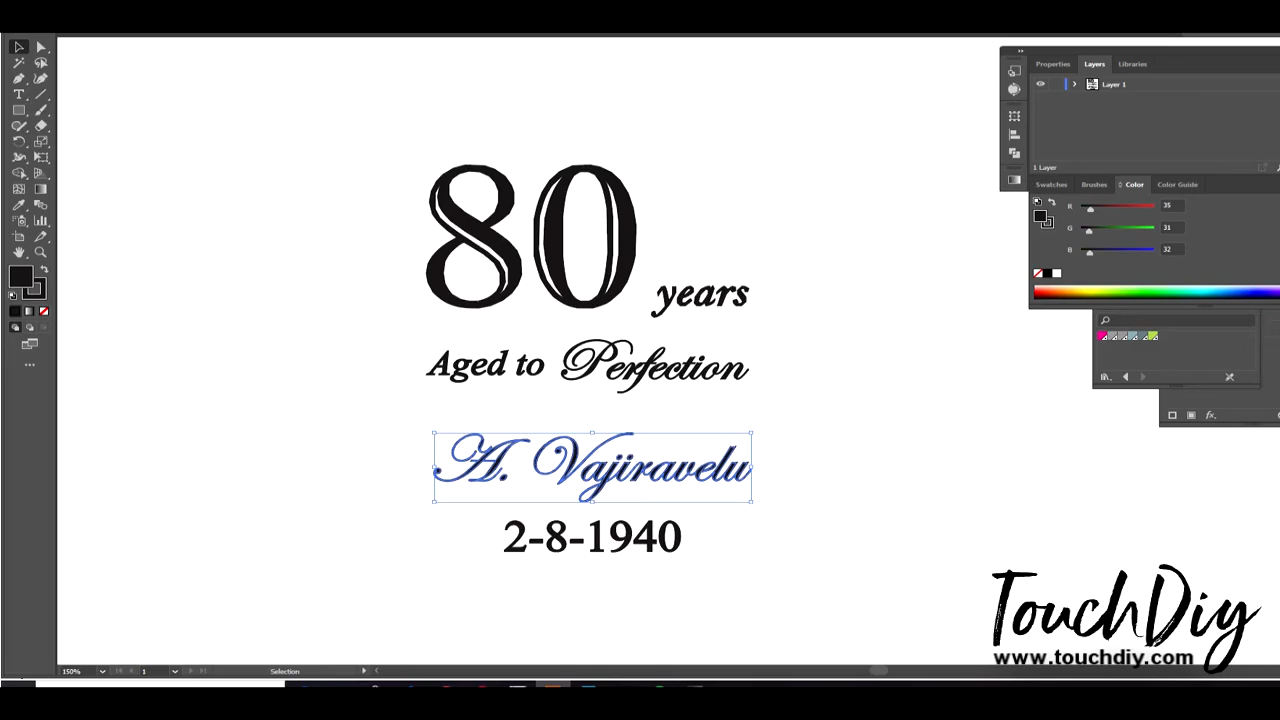 Properties Layers Libraries
Layer 1
1 Layer
Swatches Brushes Color Color Guide
R 35
G 31
B 32
80 years
Aged to Perfection
A. Vajiravelu
2-8-1940
fx.
150% 1 Selection
TouchDiy
www.touchdiy.com